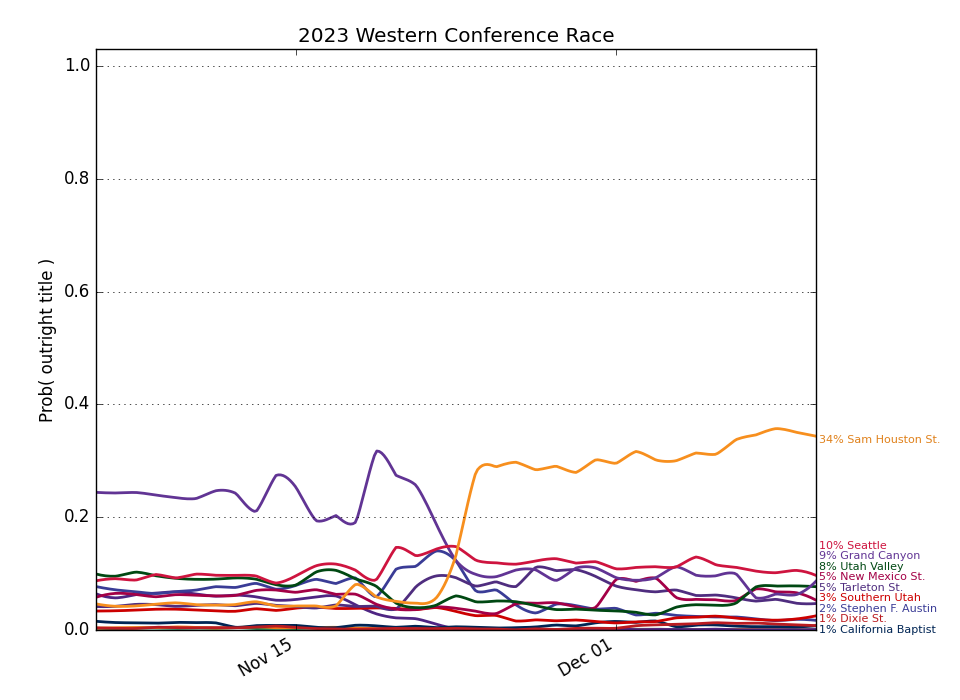 2023 Western Conference Race
1.0
0.8
0.6
0.4
0.2
0.0
Prob( outright title )
Nov 15
Dec 01
34% Sam Houston St.
10% Seattle
9% Grand Canyon
8% Utah Valley
5% New Mexico St.
5% Tarleton St.
3% Southern Utah
2% Stephen F. Austin
1% Dixie St.
1% California Baptist